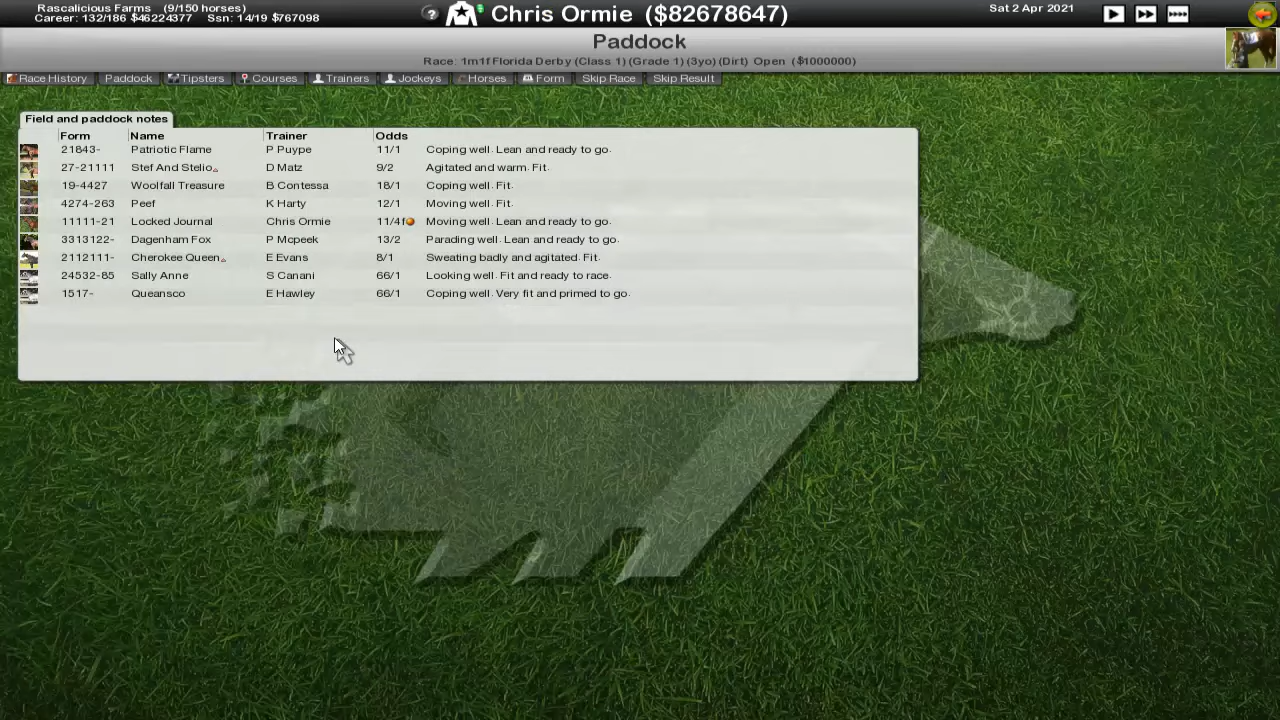 Rascalicious Farms (9/150 horses)
Career: 132/186 $46224377 Ssn: 14/19 $767098
? Chris Ormie ($82678647)
Sat 2 Apr 2021
Paddock
Race: 1m1f Florida Derby (Class 1) (Grade 1) (3yo) (Dirt) Open ($1000000)
Race History Paddock Tipsters Courses Trainers Jockeys Horses Form Skip Race Skip Result
Field and paddock notes
Form Name Trainer Odds
21843- Patriotic Flame P Puype 11/1 Coping well. Lean and ready to go.
27-21111 Stef And Stelio D Matz 9/2 Agitated and warm. Fit.
19-4427 Woolfall Treasure B Contessa 18/1 Coping well. Fit.
4274-263 Peef K Harty 12/1 Moving well. Fit.
11111-21 Locked Journal Chris Ormie 11/4f Moving well. Lean and ready to go.
3313122- Dagenham Fox P Mcpeek 13/2 Parading well. Lean and ready to go.
2112111- Cherokee Queen E Evans 8/1 Sweating badly and agitated. Fit.
24532-85 Sally Anne S Canani 66/1 Looking well. Fit and ready to race.
1517- Queansco E Hawley 66/1 Coping well. Very fit and primed to go.